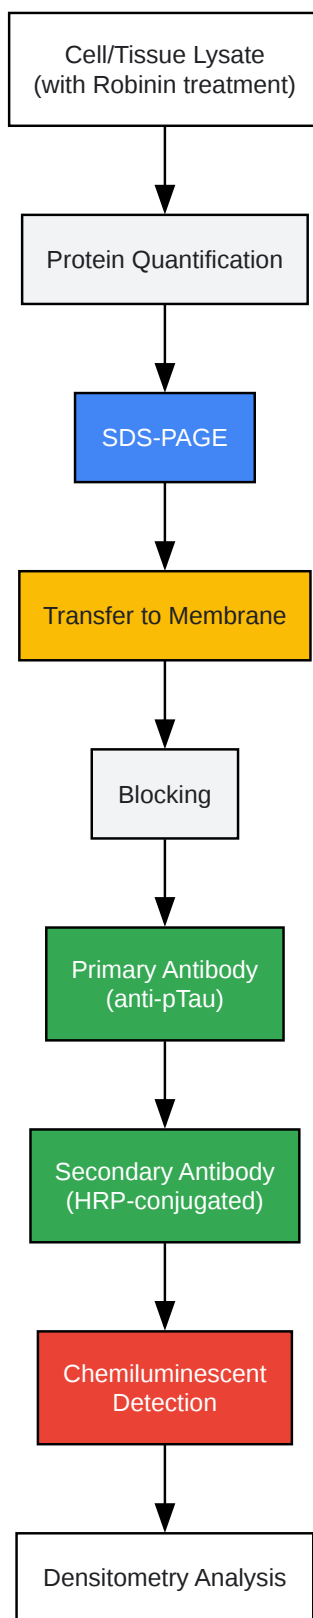 Cell/Tissue Lysate
(with Robinin treatment)
Protein Quantification
SDS-PAGE
Transfer to Membrane
Blocking
Primary Antibody
(anti-pTau)
Secondary Antibody
(HRP-conjugated)
Chemiluminescent
Detection
Densitometry Analysis